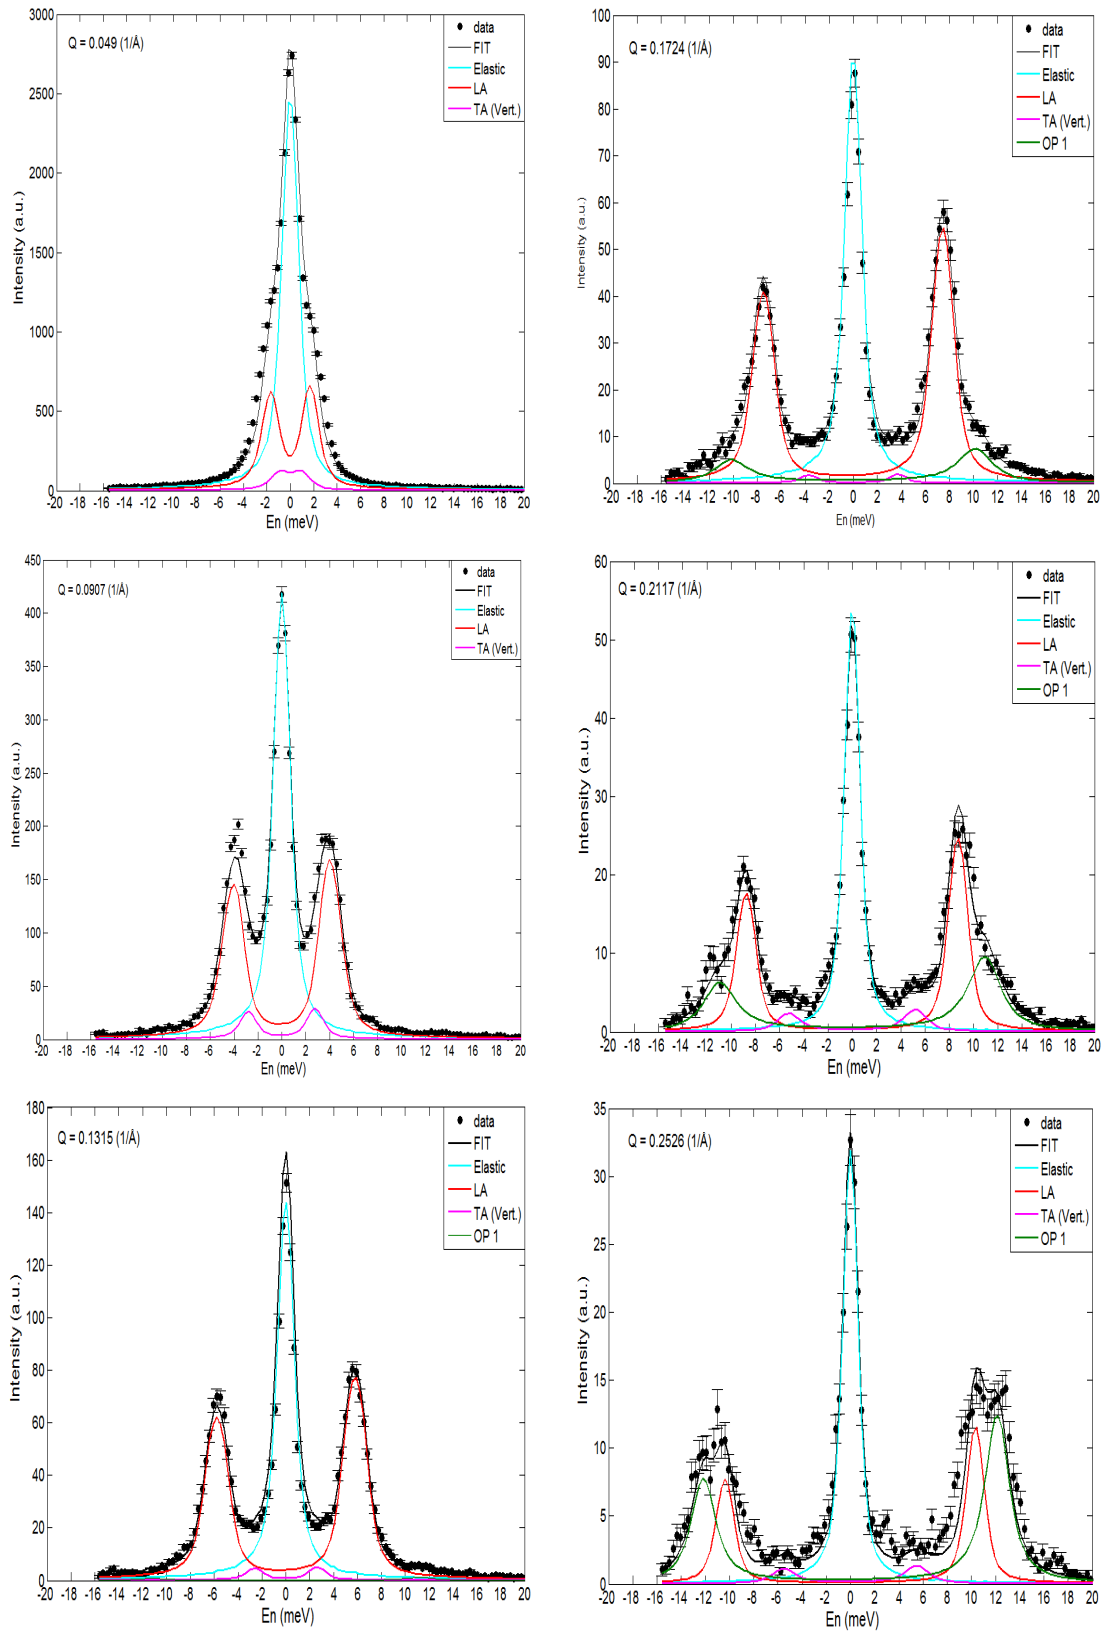 Q = 0.049 (1/Å)
data
FIT
Elastic
LA
TA (Vert.)
Intensity (a.u.)
3000
2500
2000
1500
1000
500
0
-20 -18 -16 -14 -12 -10 -8 -6 -4 -2 0 2 4 6 8 10 12 14 16 18 20
En (meV)
Q = 0.1724 (1/Å)
data
FIT
Elastic
LA
TA (Vert.)
OP 1
Intensity (a.u.)
100
90
80
70
60
50
40
30
20
10
0
-20 -18 -16 -14 -12 -10 -8 -6 -4 -2 0 2 4 6 8 10 12 14 16 18 20
En (meV)
Q = 0.0907 (1/Å)
data
FIT
Elastic
LA
TA (Vert.)
Intensity (a.u.)
450
400
350
300
250
200
150
100
50
0
-20 -18 -16 -14 -12 -10 -8 -6 -4 -2 0 2 4 6 8 10 12 14 16 18 20
En (meV)
Q = 0.2117 (1/Å)
data
FIT
Elastic
LA
TA (Vert.)
OP 1
Intensity (a.u.)
60
50
40
30
20
10
0
-20 -18 -16 -14 -12 -10 -8 -6 -4 -2 0 2 4 6 8 10 12 14 16 18 20
En (meV)
Q = 0.1315 (1/Å)
data
FIT
Elastic
LA
TA (Vert.)
OP 1
Intensity (a.u.)
180
160
140
120
100
80
60
40
20
0
-20 -18 -16 -14 -12 -10 -8 -6 -4 -2 0 2 4 6 8 10 12 14 16 18 20
En (meV)
Q = 0.2526 (1/Å)
data
FIT
Elastic
LA
TA (Vert.)
OP 1
Intensity (a.u.)
35
30
25
20
15
10
5
0
-20 -18 -16 -14 -12 -10 -8 -6 -4 -2 0 2 4 6 8 10 12 14 16 18 20
En (meV)